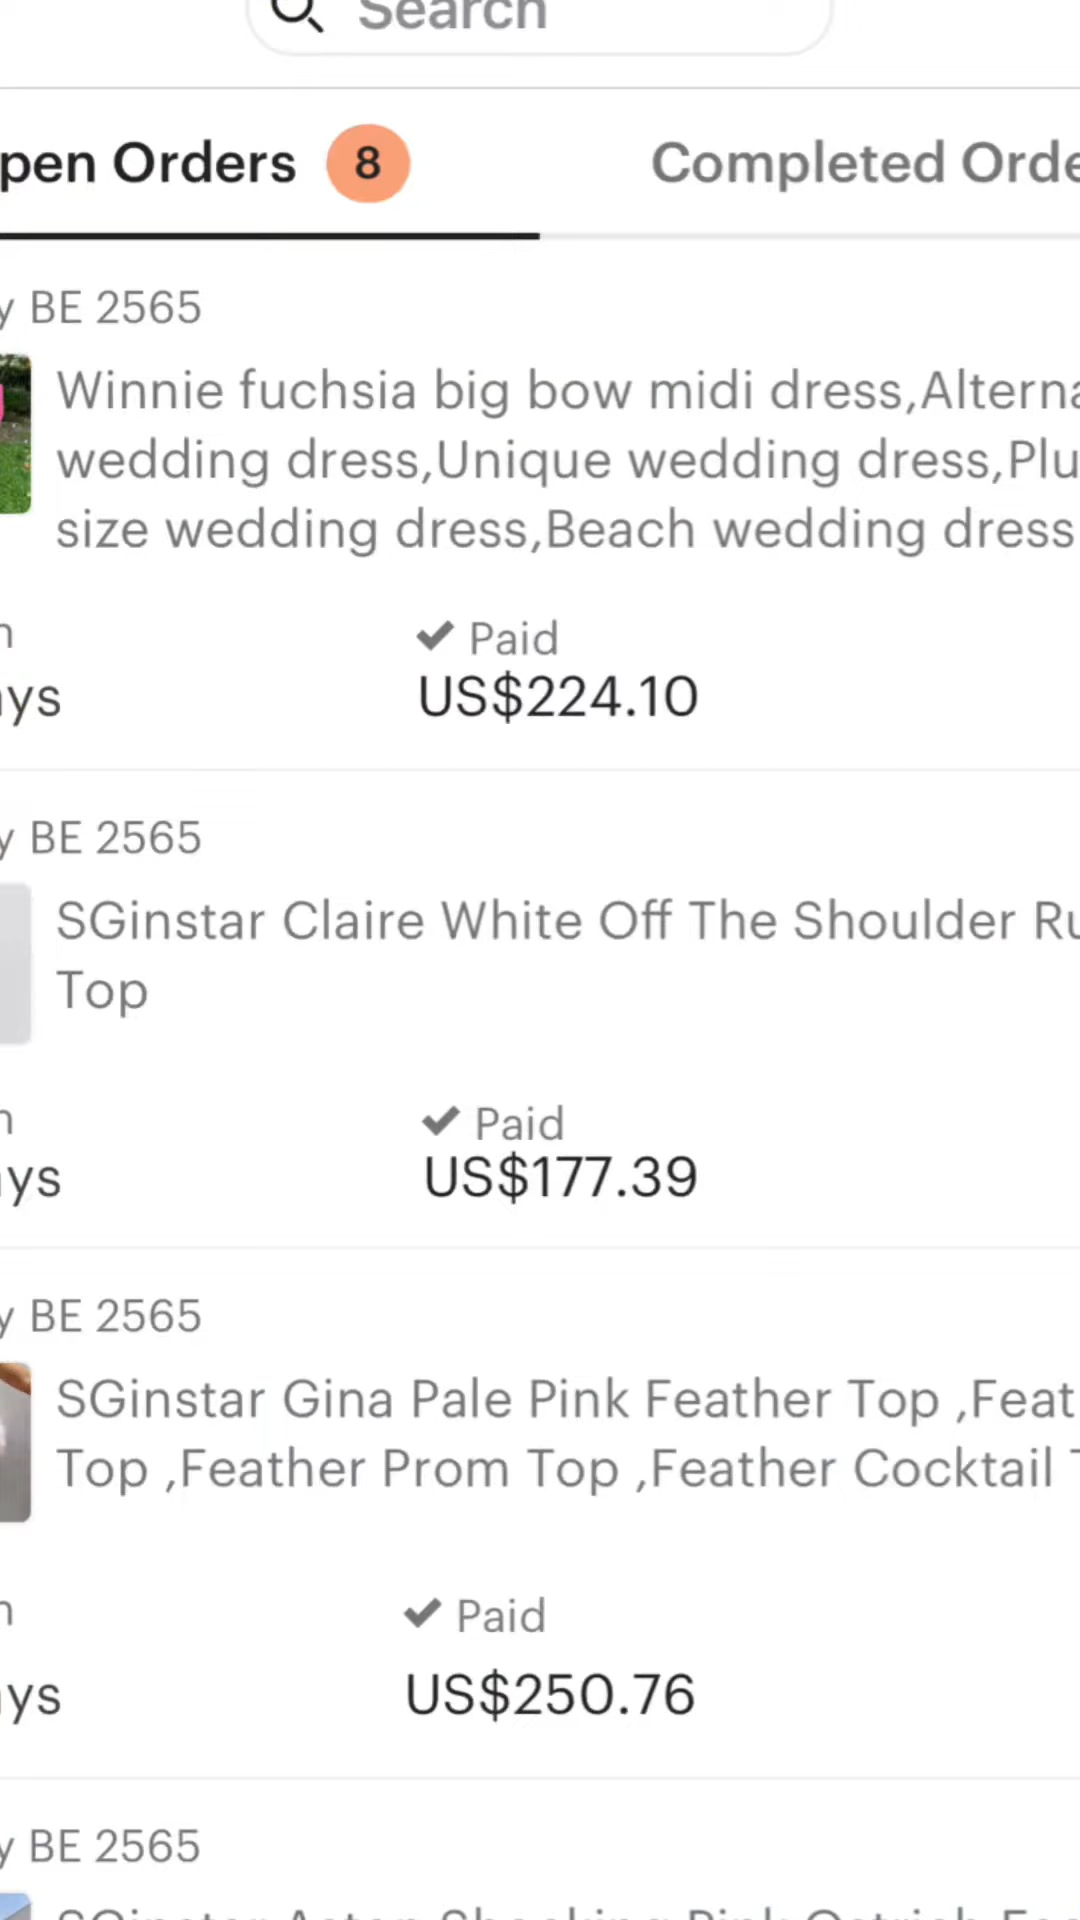 Search
pen Orders 8 Completed Orde
y BE 2565
Winnie fuchsia big bow midi dress,Alterna
wedding dress,Unique wedding dress,Plu
size wedding dress,Beach wedding dress
n
Paid
ays
US$224.10
y BE 2565
SGinstar Claire White Off The Shoulder Ru
Top
n
Paid
ays
US$177.39
y BE 2565
SGinstar Gina Pale Pink Feather Top ,Feat
Top ,Feather Prom Top ,Feather Cocktail T
n
Paid
ays
US$250.76
y BE 2565